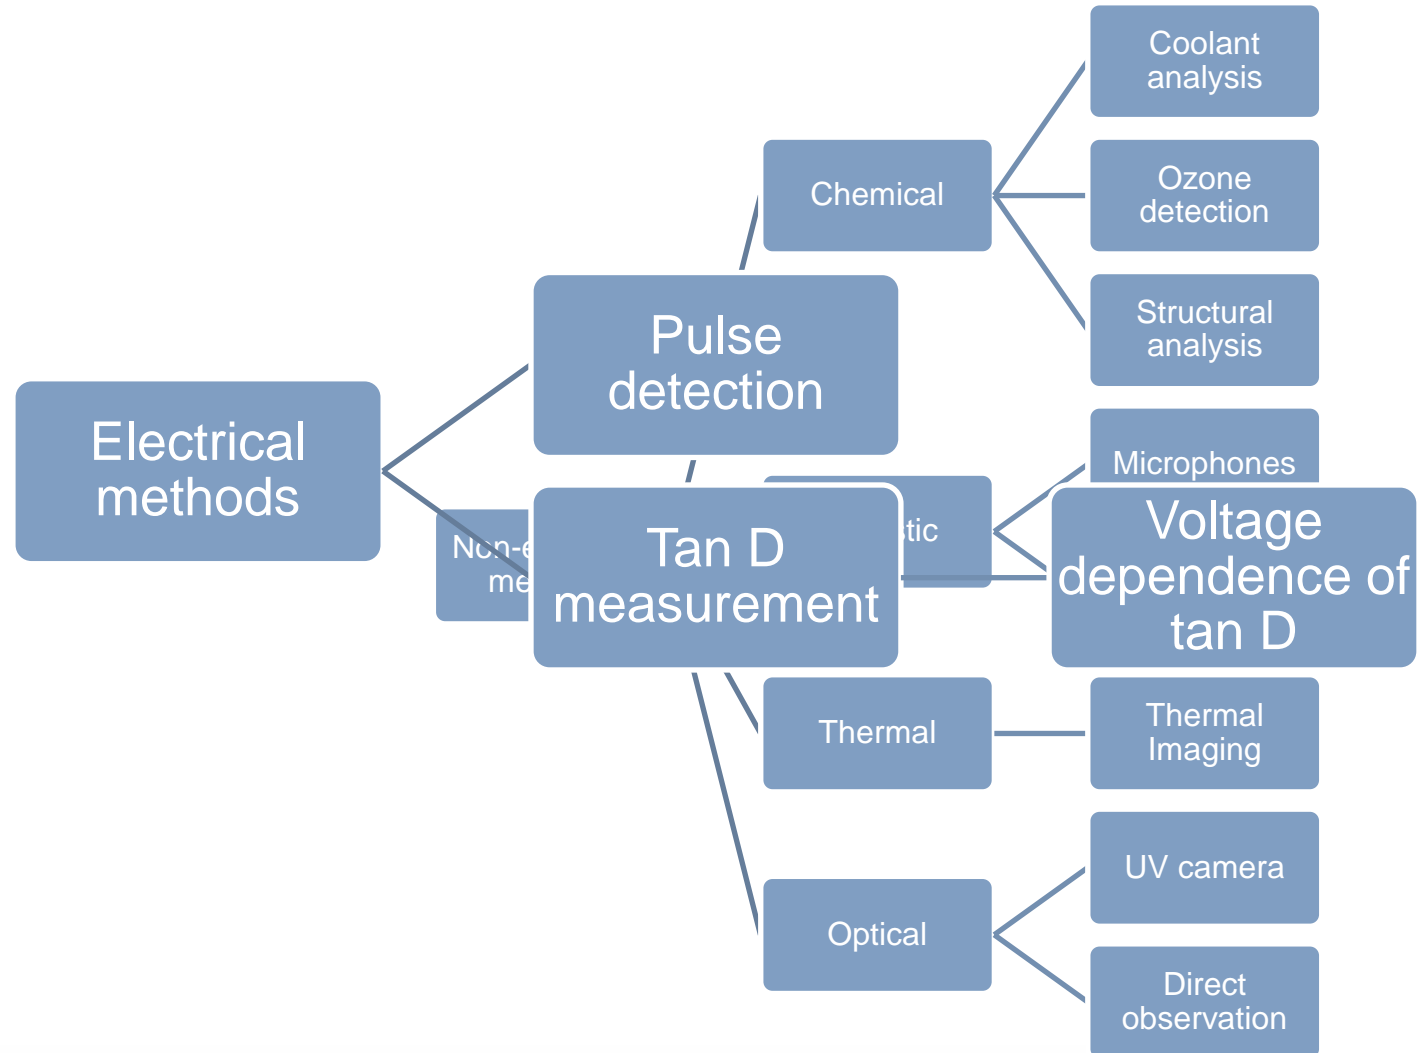 Electrical
methods
Pulse
detection
Tan D
measurement
Voltage
dependence of
tan D
Chemical
Coolant
analysis
Ozone
detection
Structural
analysis
Microphones
Thermal
Thermal
Imaging
Optical
UV camera
Direct
observation